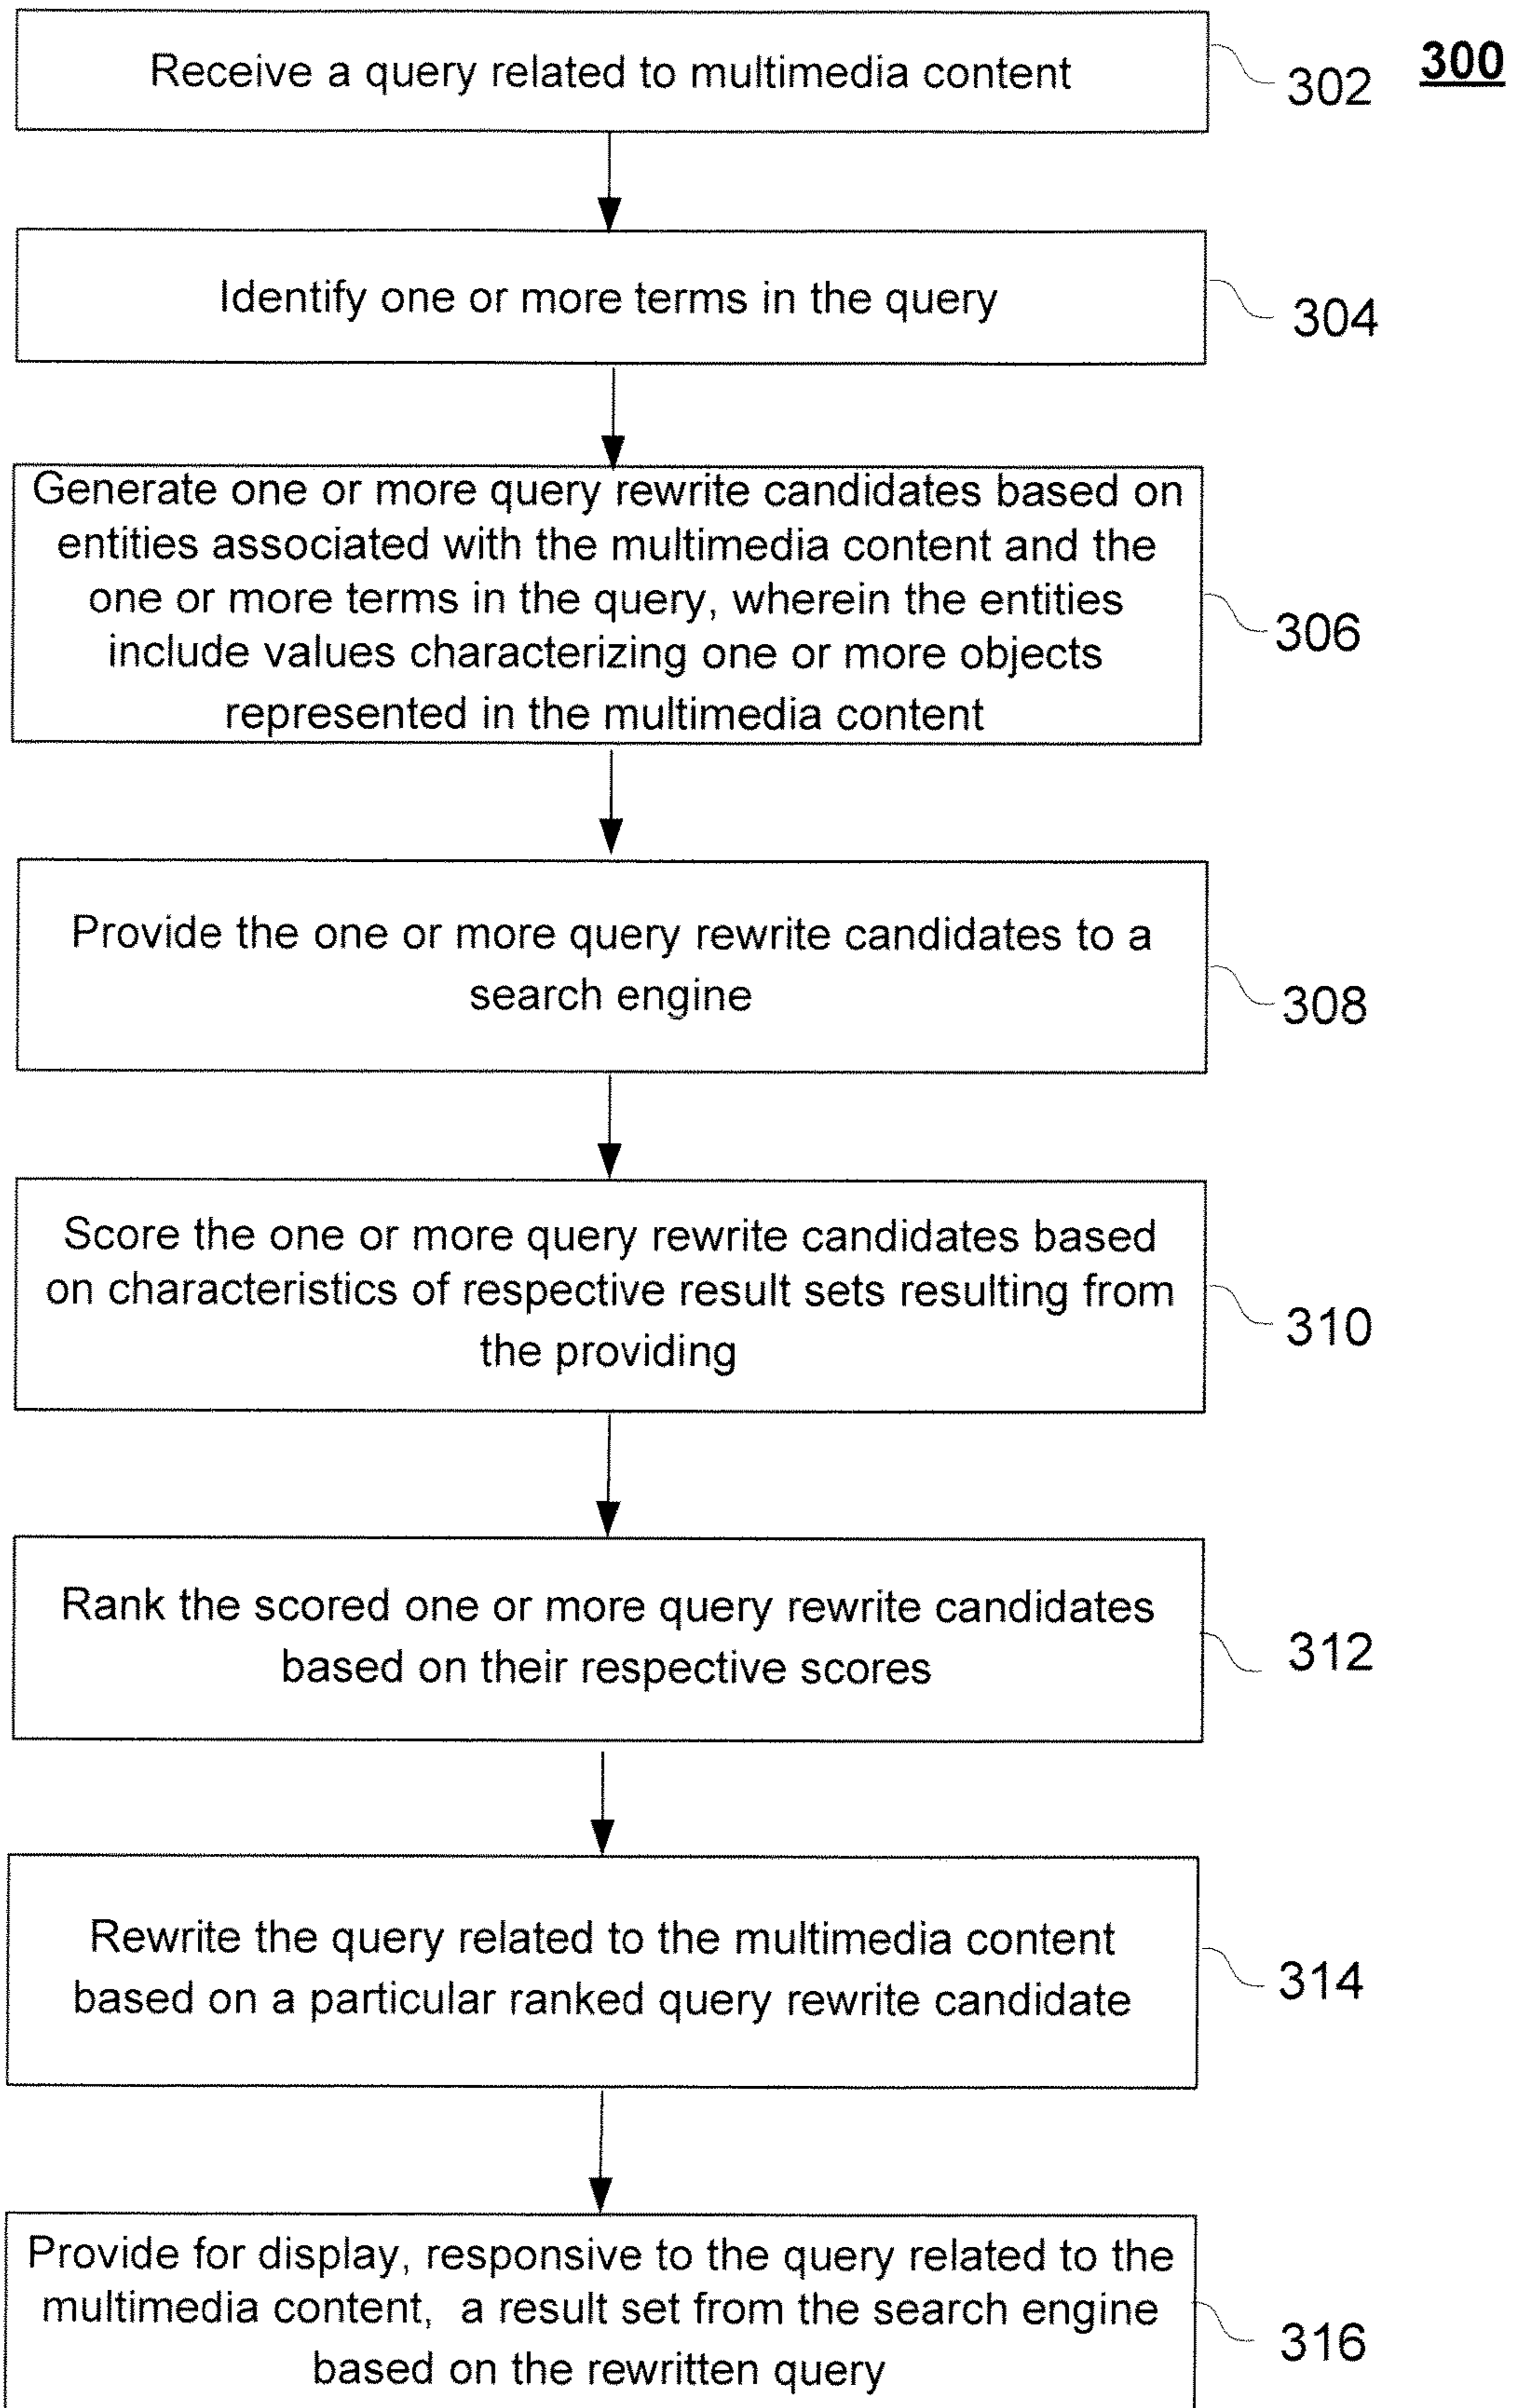 300
Receive a query related to multimedia content
302
Identify one or more terms in the query
304
Generate one or more query rewrite candidates based on
entities associated with the multimedia content and the
one or more terms in the query, wherein the entities
include values characterizing one or more objects
represented in the multimedia content
306
Provide the one or more query rewrite candidates to a
search engine
308
Score the one or more query rewrite candidates based
on characteristics of respective result sets resulting from
the providing
310
Rank the scored one or more query rewrite candidates
based on their respective scores
312
Rewrite the query related to the multimedia content
based on a particular ranked query rewrite candidate
314
Provide for display, responsive to the query related to the
multimedia content, a result set from the search engine
based on the rewritten query
316